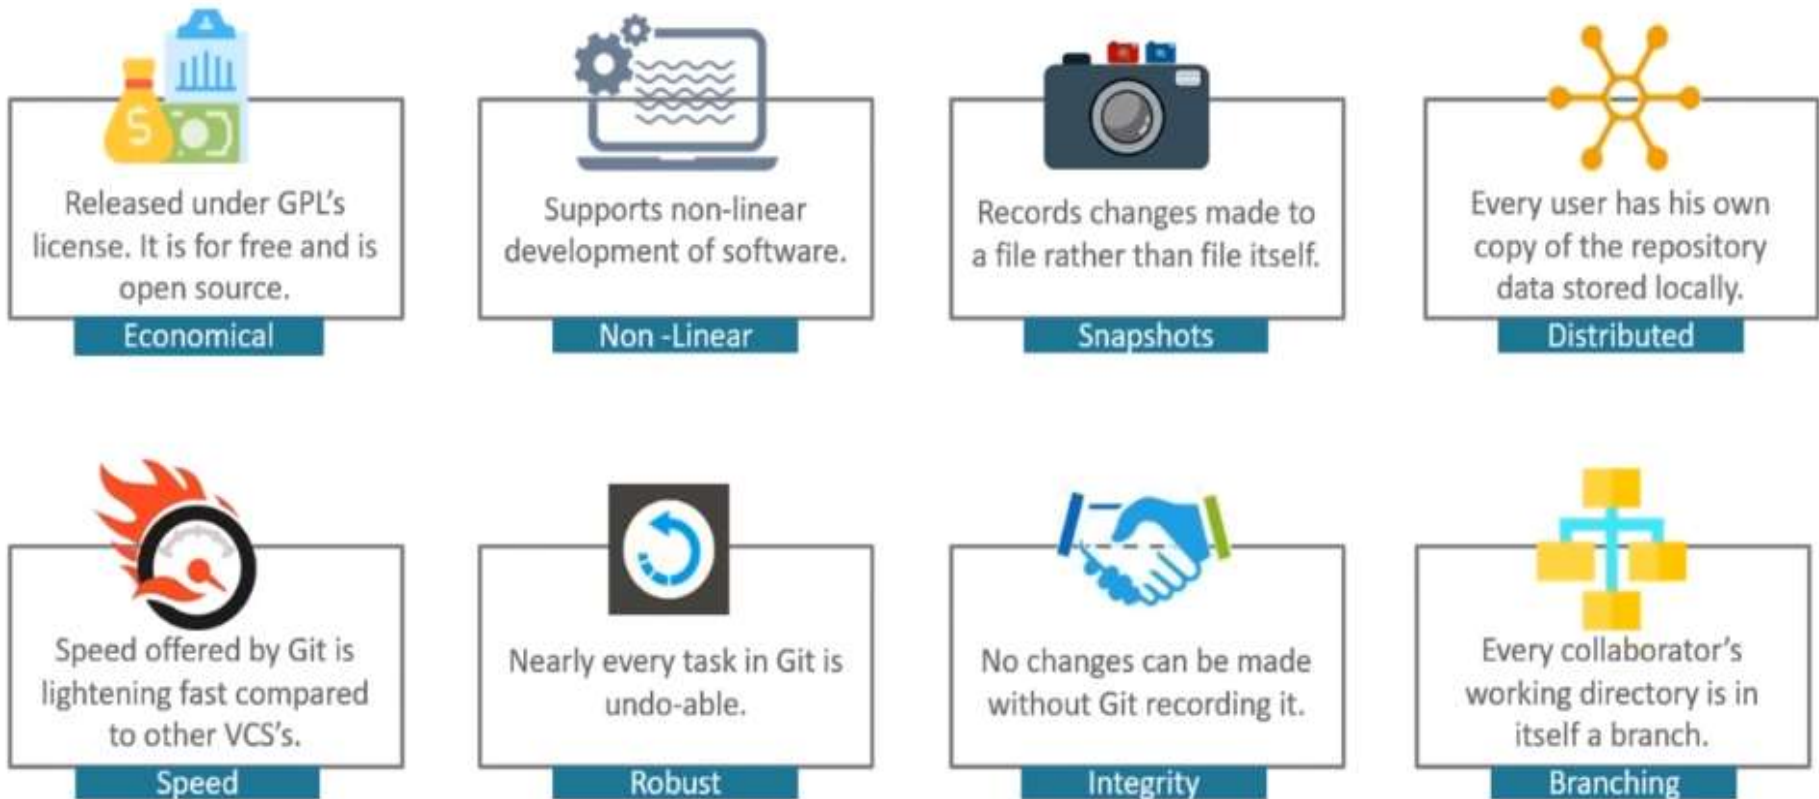 Released under GPL's
license. It is for free and is
open source.
Economical
Supports non-linear
development of software.
Non -Linear
Records changes made to
a file rather than file itself.
Snapshots
Every user has his own
copy of the repository
data stored locally.
Distributed
Speed offered by Git is
lightening fast compared
to other VCS's.
Speed
Nearly every task in Git is
undo-able.
Robust
No changes can be made
without Git recording it.
Integrity
Every collaborator's
working directory is in
itself a branch.
Branching